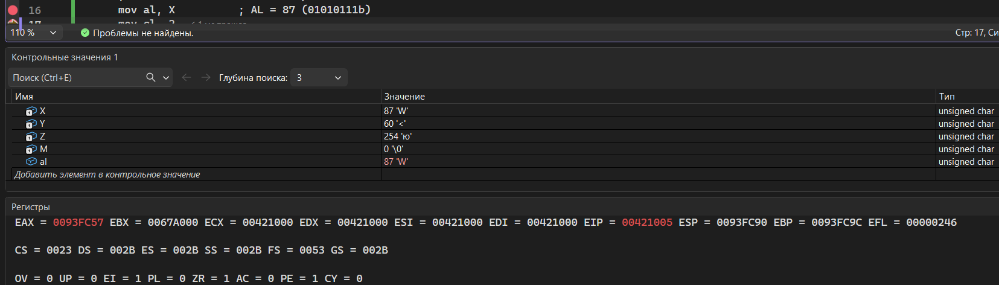 16 mov al, X ; AL = 87 (01010111b)
17 mov cl, 2
110 % Проблемы не найдены. Стр: 17, Си
Контрольные значения 1
Поиск (Ctrl+E) Глубина поиска: 3
Имя Значение Тип
X 87 'W' unsigned char
Y 60 '<' unsigned char
Z 254 'ю' unsigned char
M 0 '\0' unsigned char
al 87 'W' unsigned char
Добавить элемент в контрольное значение
Регистры
EAX = 0093FC57 EBX = 0067A000 ECX = 00421000 EDX = 00421000 ESI = 00421000 EDI = 00421000 EIP = 00421005 ESP = 0093FC90 EBP = 0093FC9C EFL = 00000246
CS = 0023 DS = 002B ES = 002B SS = 002B FS = 0053 GS = 002B
OV = 0 UP = 0 EI = 1 PL = 0 ZR = 1 AC = 0 PE = 1 CY = 0